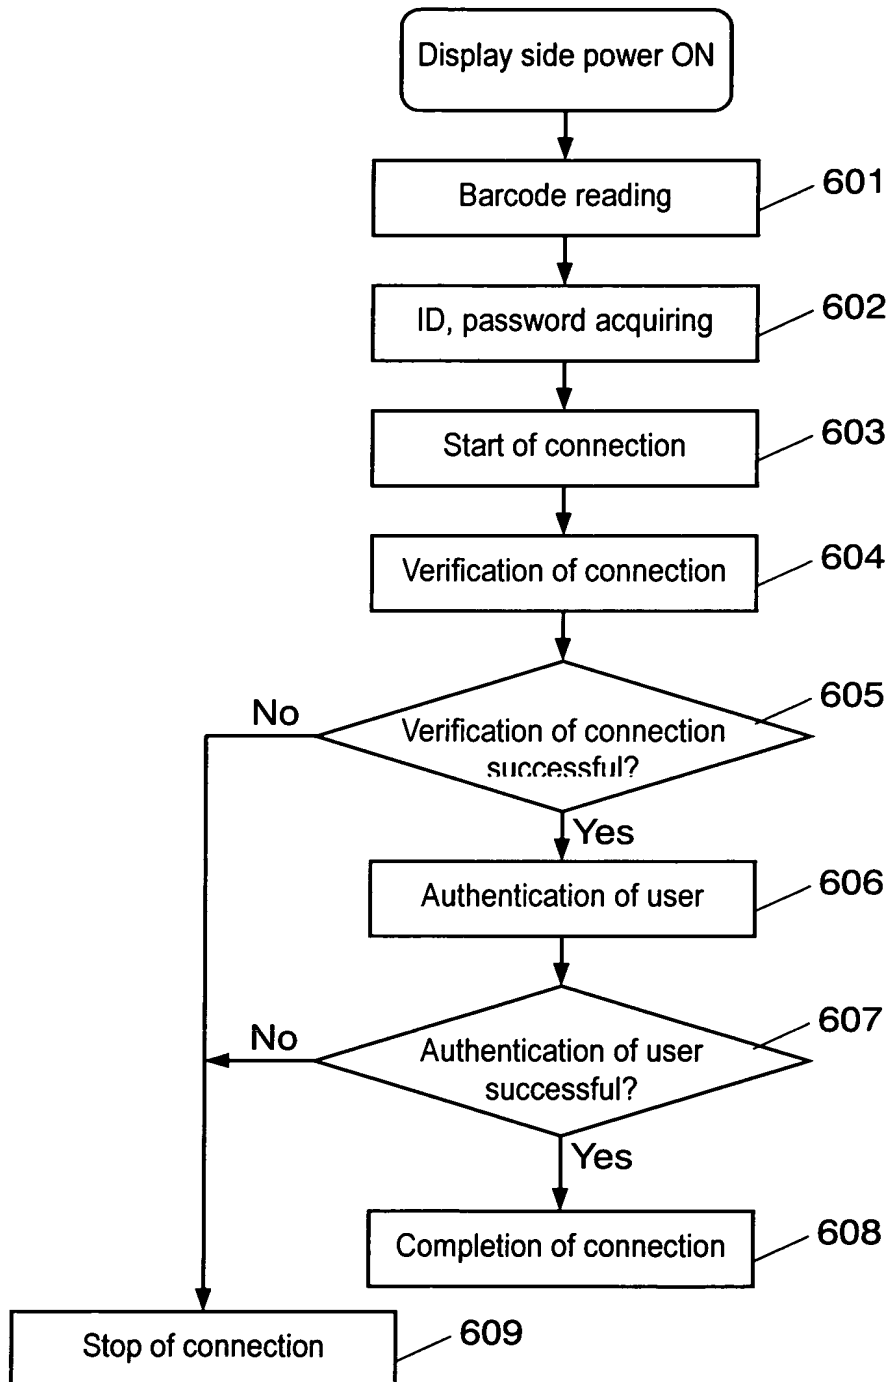 Display side power ON
Barcode reading
601
ID, password acquiring
602
Start of connection
603
Verification of connection
604
605
No
Verification of connection
successful?
Yes
Authentication of user
606
607
No
Authentication of user
successful?
Yes
Completion of connection
608
Stop of connection
609